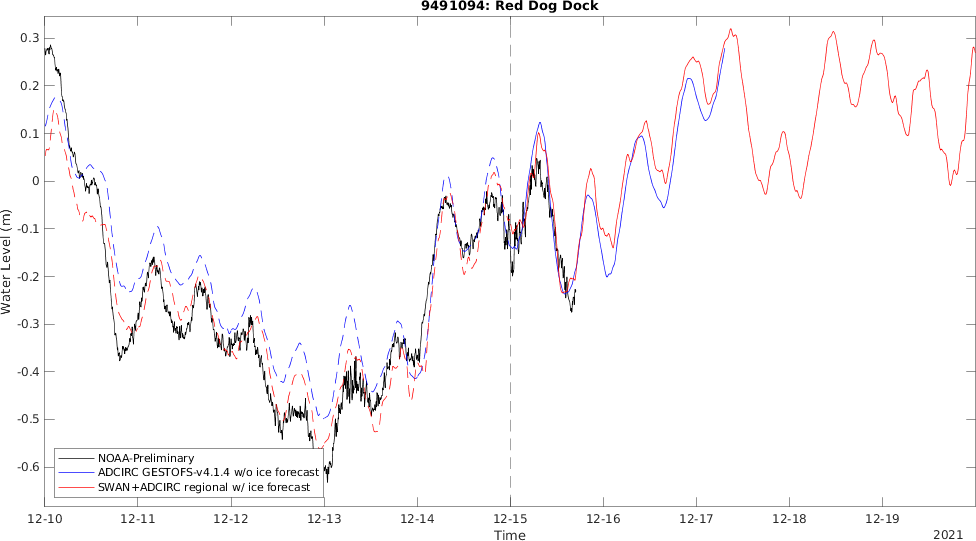 9491094: Red Dog Dock
Water Level (m)
0.3
0.2
0.1
0
-0.1
-0.2
-0.3
-0.4
-0.5
-0.6
NOAA-Preliminary
ADCIRC GESTOFS-v4.1.4 w/o ice forecast
SWAN+ADCIRC regional w/ ice forecast
12-10 12-11 12-12 12-13 12-14 12-15 12-16 12-17 12-18 12-19
Time
2021